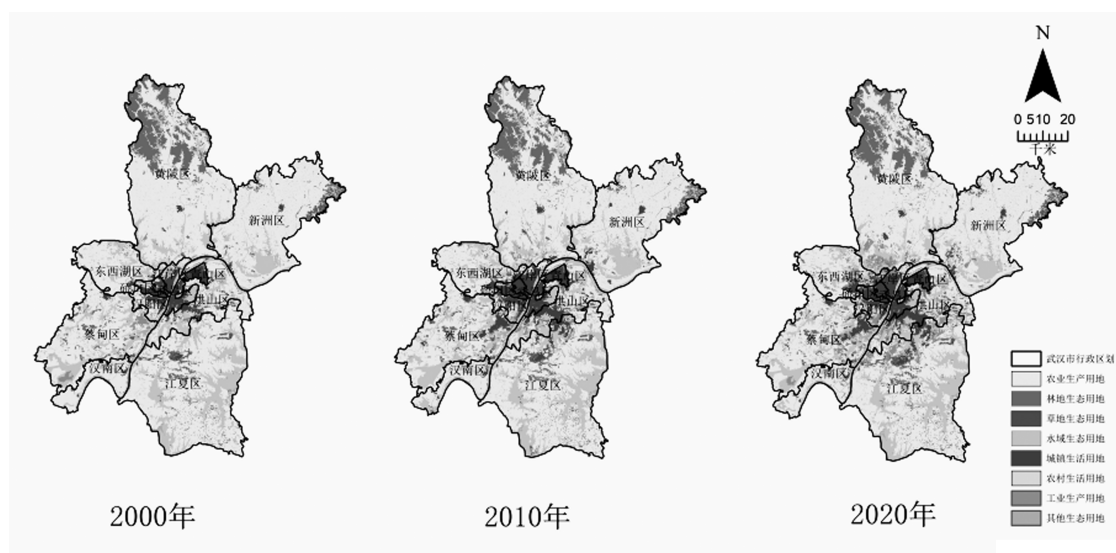 N
0 510 20
千米
黄陂区
新洲区
东西湖区
洪山区
蔡甸区
汉南区
江夏区
2000年
黄陂区
新洲区
东西湖区
洪山区
蔡甸区
汉南区
江夏区
2010年
黄陂区
新洲区
东西湖区
洪山区
蔡甸区
汉南区
江夏区
2020年
武汉市行政区划
农业生产用地
林地生态用地
草地生态用地
水域生态用地
城镇生活用地
农村生活用地
工业生产用地
其他生态用地